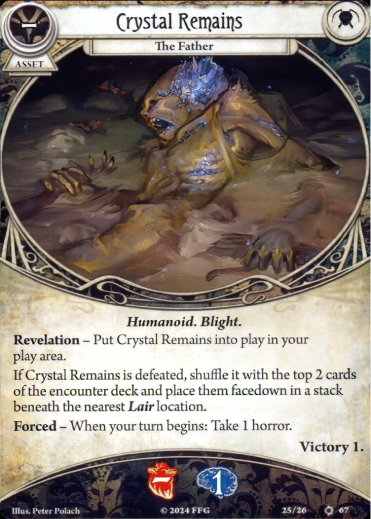 Crystal Remains
The Father
ASSET
Humanoid. Blight.
Revelation – Put Crystal Remains into play in your
play area.
If Crystal Remains is defeated, shuffle it with the top 2 cards
of the encounter deck and place them facedown in a stack
beneath the nearest Lair location.
Forced – When your turn begins: Take 1 horror.
Victory 1.
– 1
Illus. Peter Polach © 2024 FFG 25/26 67